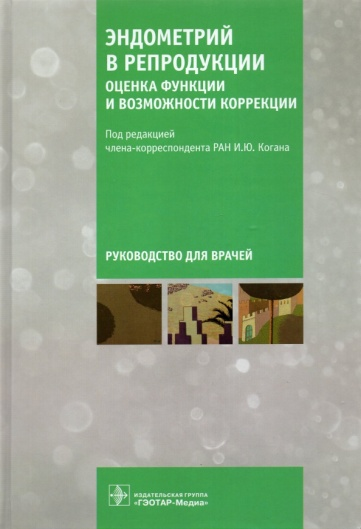 ЭНДОМЕТРИЙ
В РЕПРОДУКЦИИ
ОЦЕНКА ФУНКЦИИ
И ВОЗМОЖНОСТИ КОРРЕКЦИИ
Под редакцией
члена-корреспондента РАН И.Ю. Когана
РУКОВОДСТВО ДЛЯ ВРАЧЕЙ
ИЗДАТЕЛЬСКАЯ ГРУППА
«ГЭОТАР-Медиа»